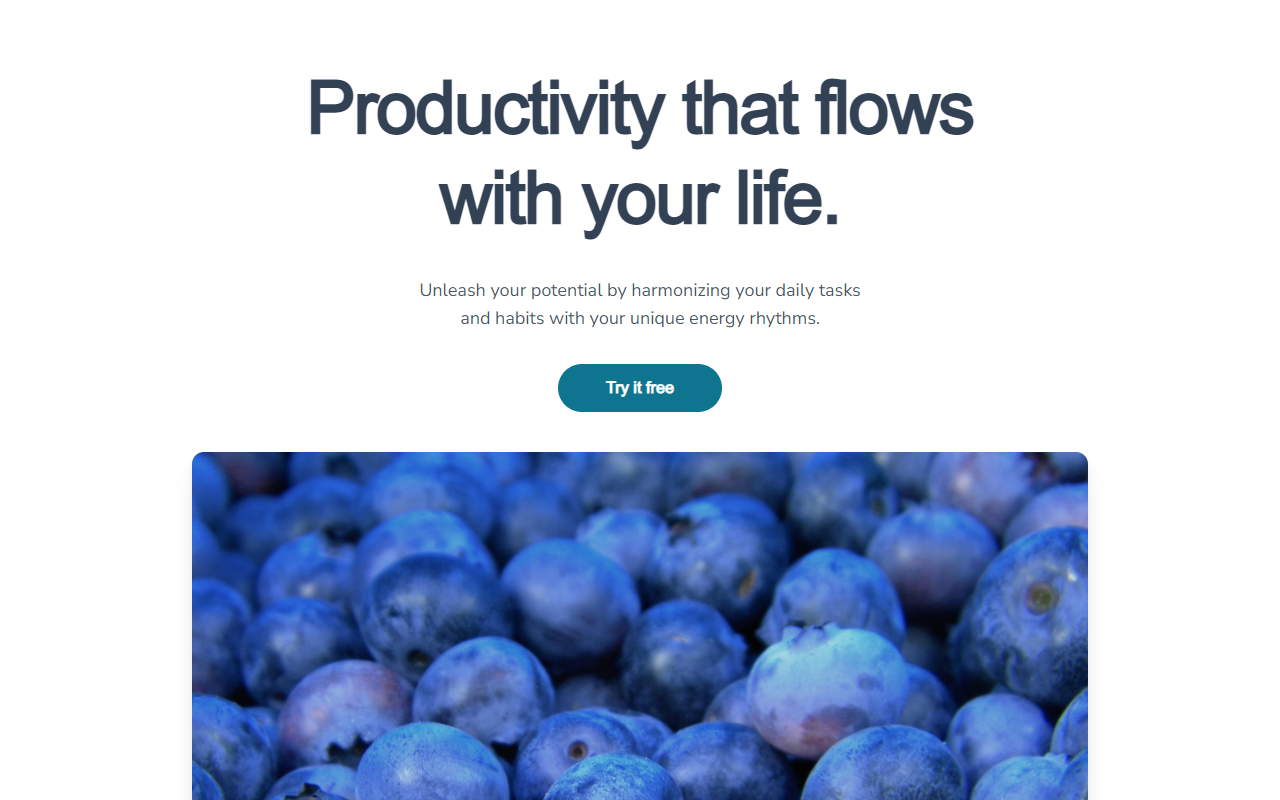 Productivity that flows
with your life.
Unleash your potential by harmonizing your daily tasks
and habits with your unique energy rhythms.
Try it free